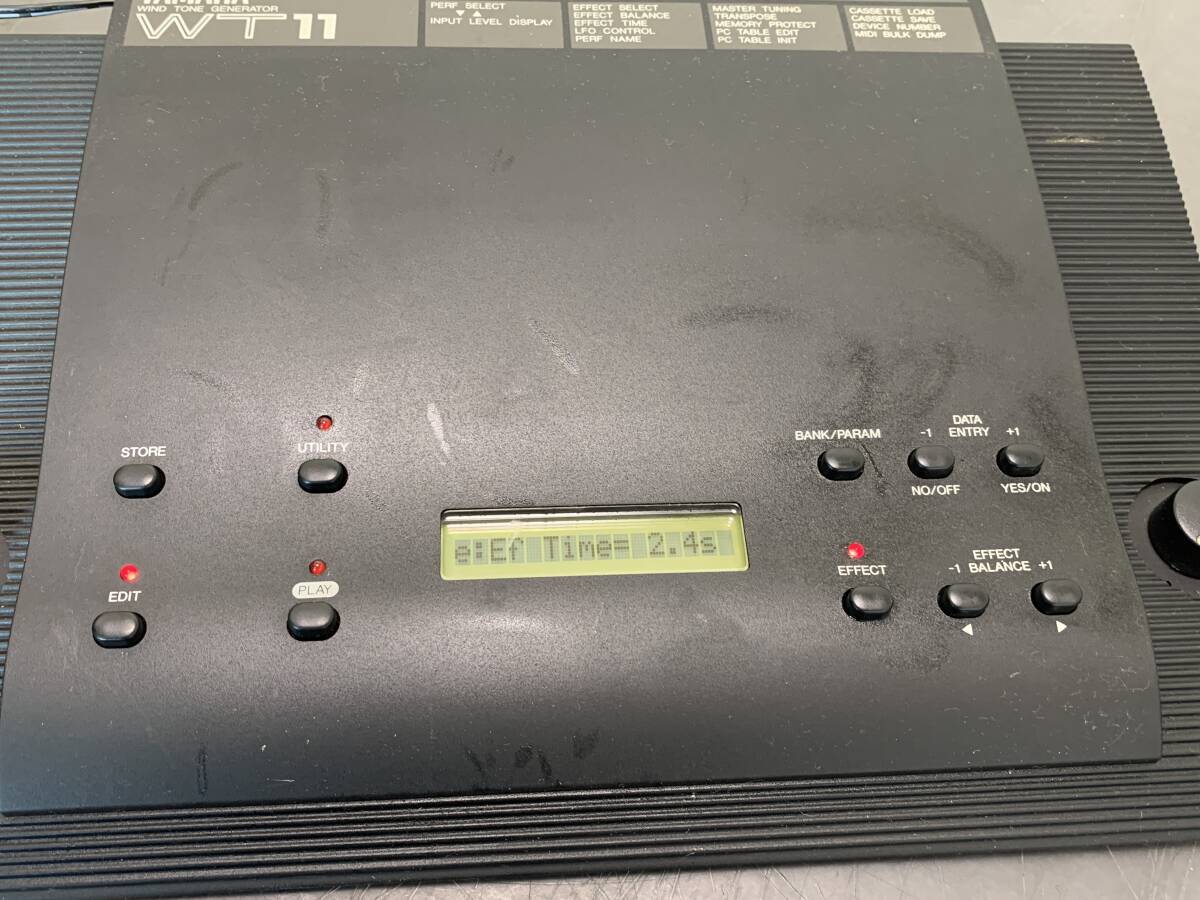 YAMAHA
WIND TONE GENERATOR
WT11
PERF SELECT
▼ ▲
INPUT LEVEL DISPLAY
EFFECT SELECT
EFFECT BALANCE
EFFECT TIME
LFO CONTROL
PERF NAME
MASTER TUNING
TRANSPOSE
MEMORY PROTECT
PC TABLE EDIT
PC TABLE INIT
CASSETTE LOAD
CASSETTE SAVE
DEVICE NUMBER
MIDI BULK DUMP
STORE
UTILITY
BANK/PARAM
DATA
-1 ENTRY +1
NO/OFF
YES/ON
EDIT
PLAY
e:Ef Time= 2.4s
EFFECT
EFFECT
-1 BALANCE +1
◀ ▶